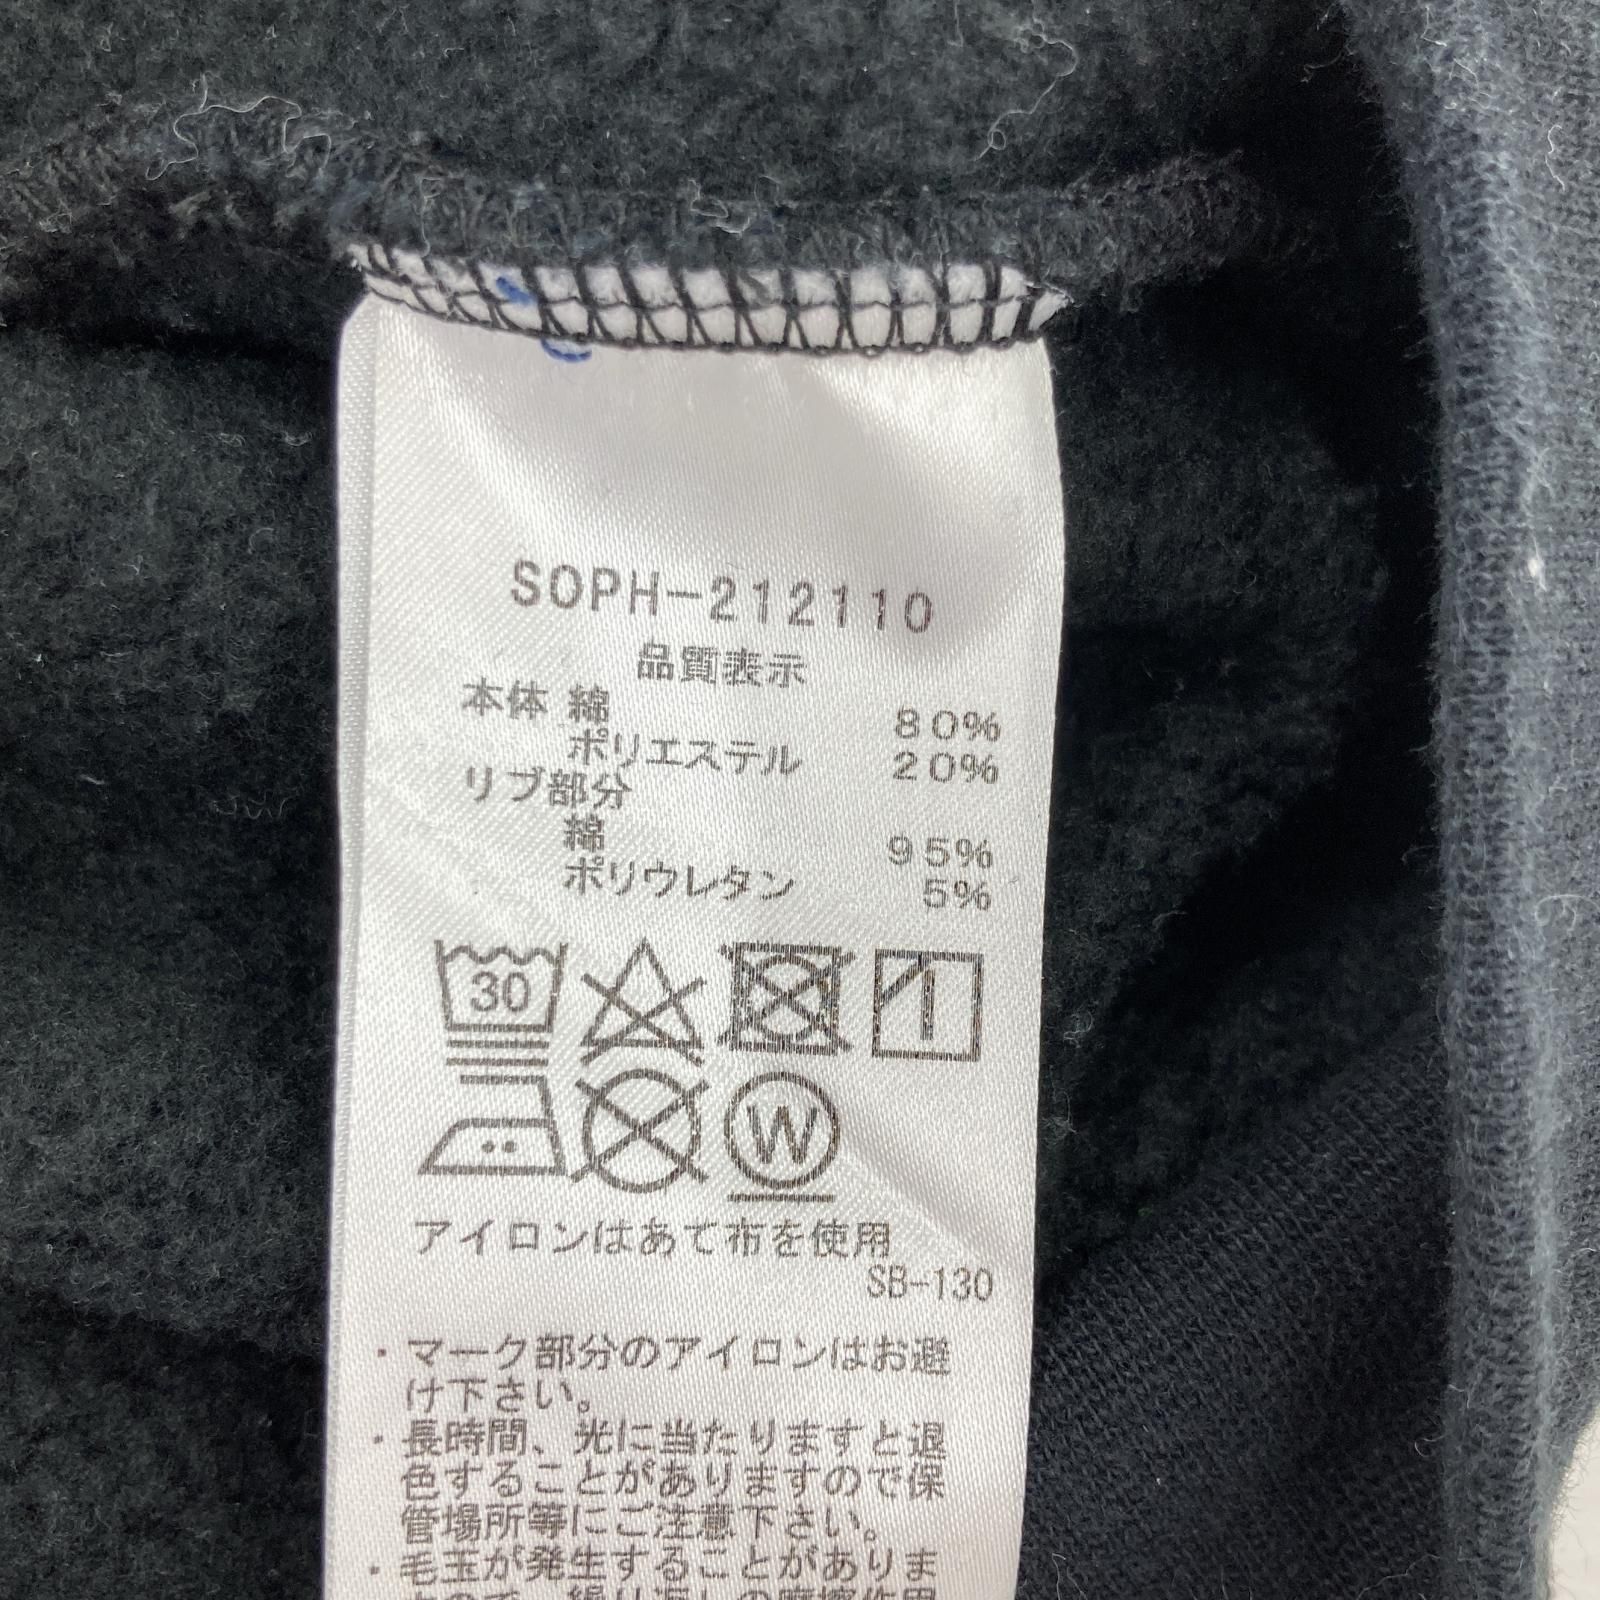 SOPH-212110
品質表示
本体 綿 80%
ポリエステル 20%
リブ部分
綿 95%
ポリウレタン 5%
30
W
アイロンはあて布を使用
SB-130
・マーク部分のアイロンはお避
け下さい。
・長時間、光に当たりますと退
色することがありますので保
管場所等にご注意下さい。
・毛玉が発生することがありま